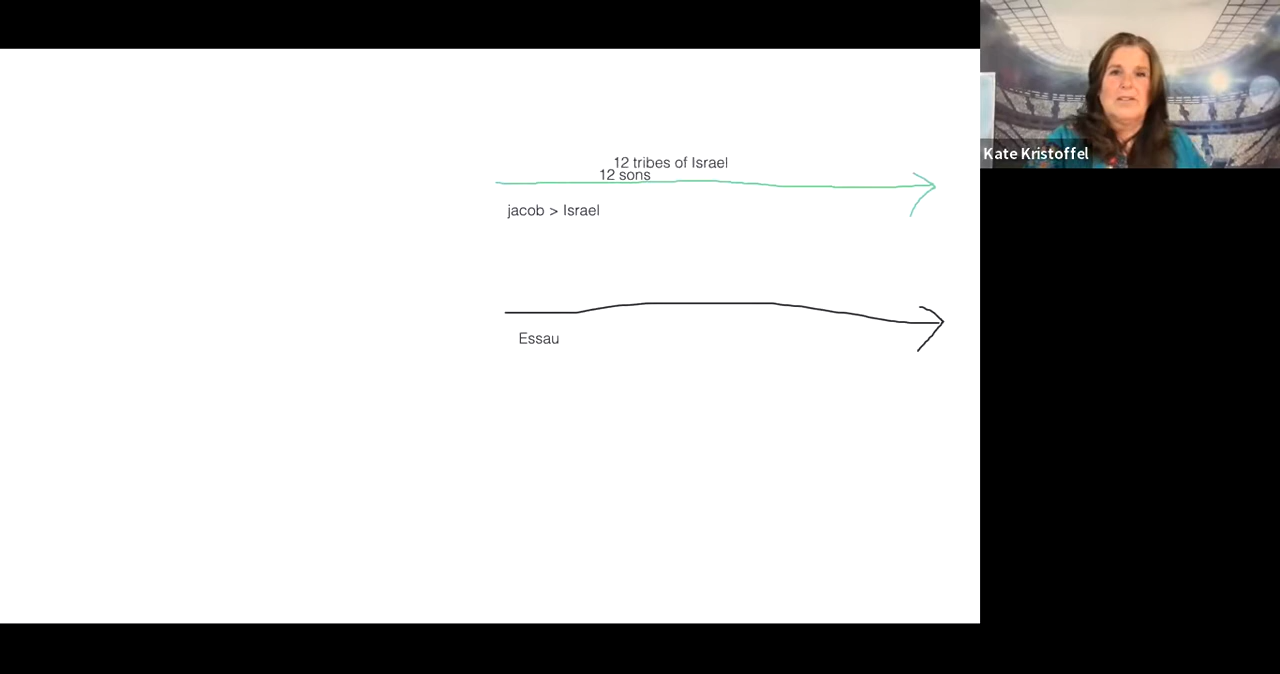 12 tribes of Israel
12 sons
jacob > Israel
Essau
Kate Kristoffel